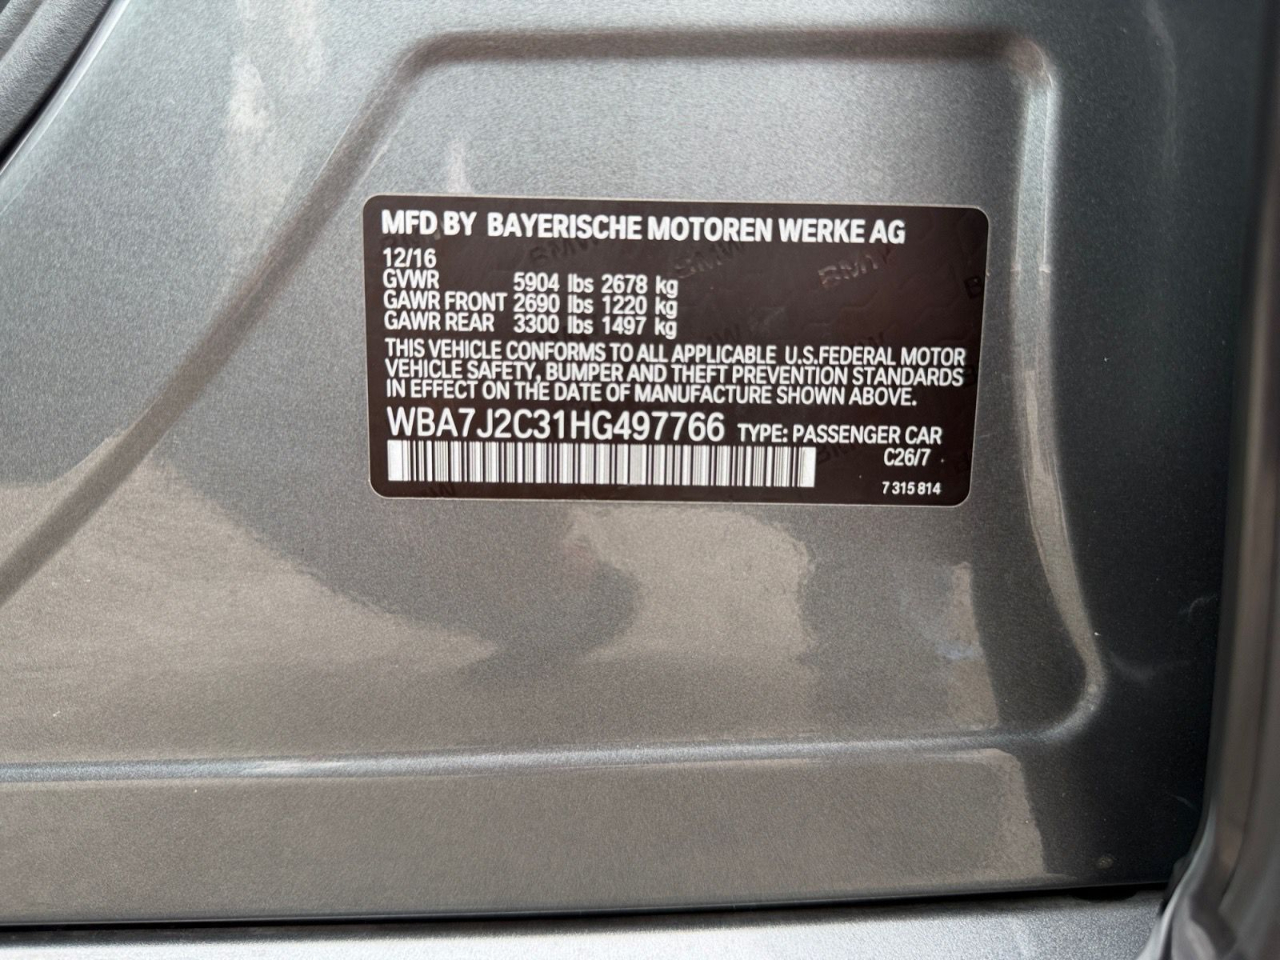 MFD BY BAYERISCHE MOTOREN WERKE AG
12/16
GVWR 5904 lbs 2678 kg
GAWR FRONT 2690 lbs 1220 kg
GAWR REAR 3300 lbs 1497 kg
THIS VEHICLE CONFORMS TO ALL APPLICABLE U.S.FEDERAL MOTOR
VEHICLE SAFETY, BUMPER AND THEFT PREVENTION STANDARDS
IN EFFECT ON THE DATE OF MANUFACTURE SHOWN ABOVE.
WBA7J2C31HG497766 TYPE: PASSENGER CAR
C26/7
7 315 814